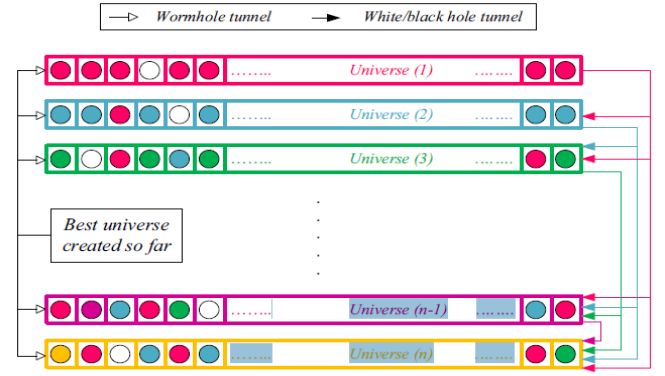 Wormhole tunnel White/black hole tunnel
........ Universe (1) ........
........ Universe (2) ........
........ Universe (3) ........
Best universe
created so far
........ Universe (n-1) ........
........ Universe (n) ........